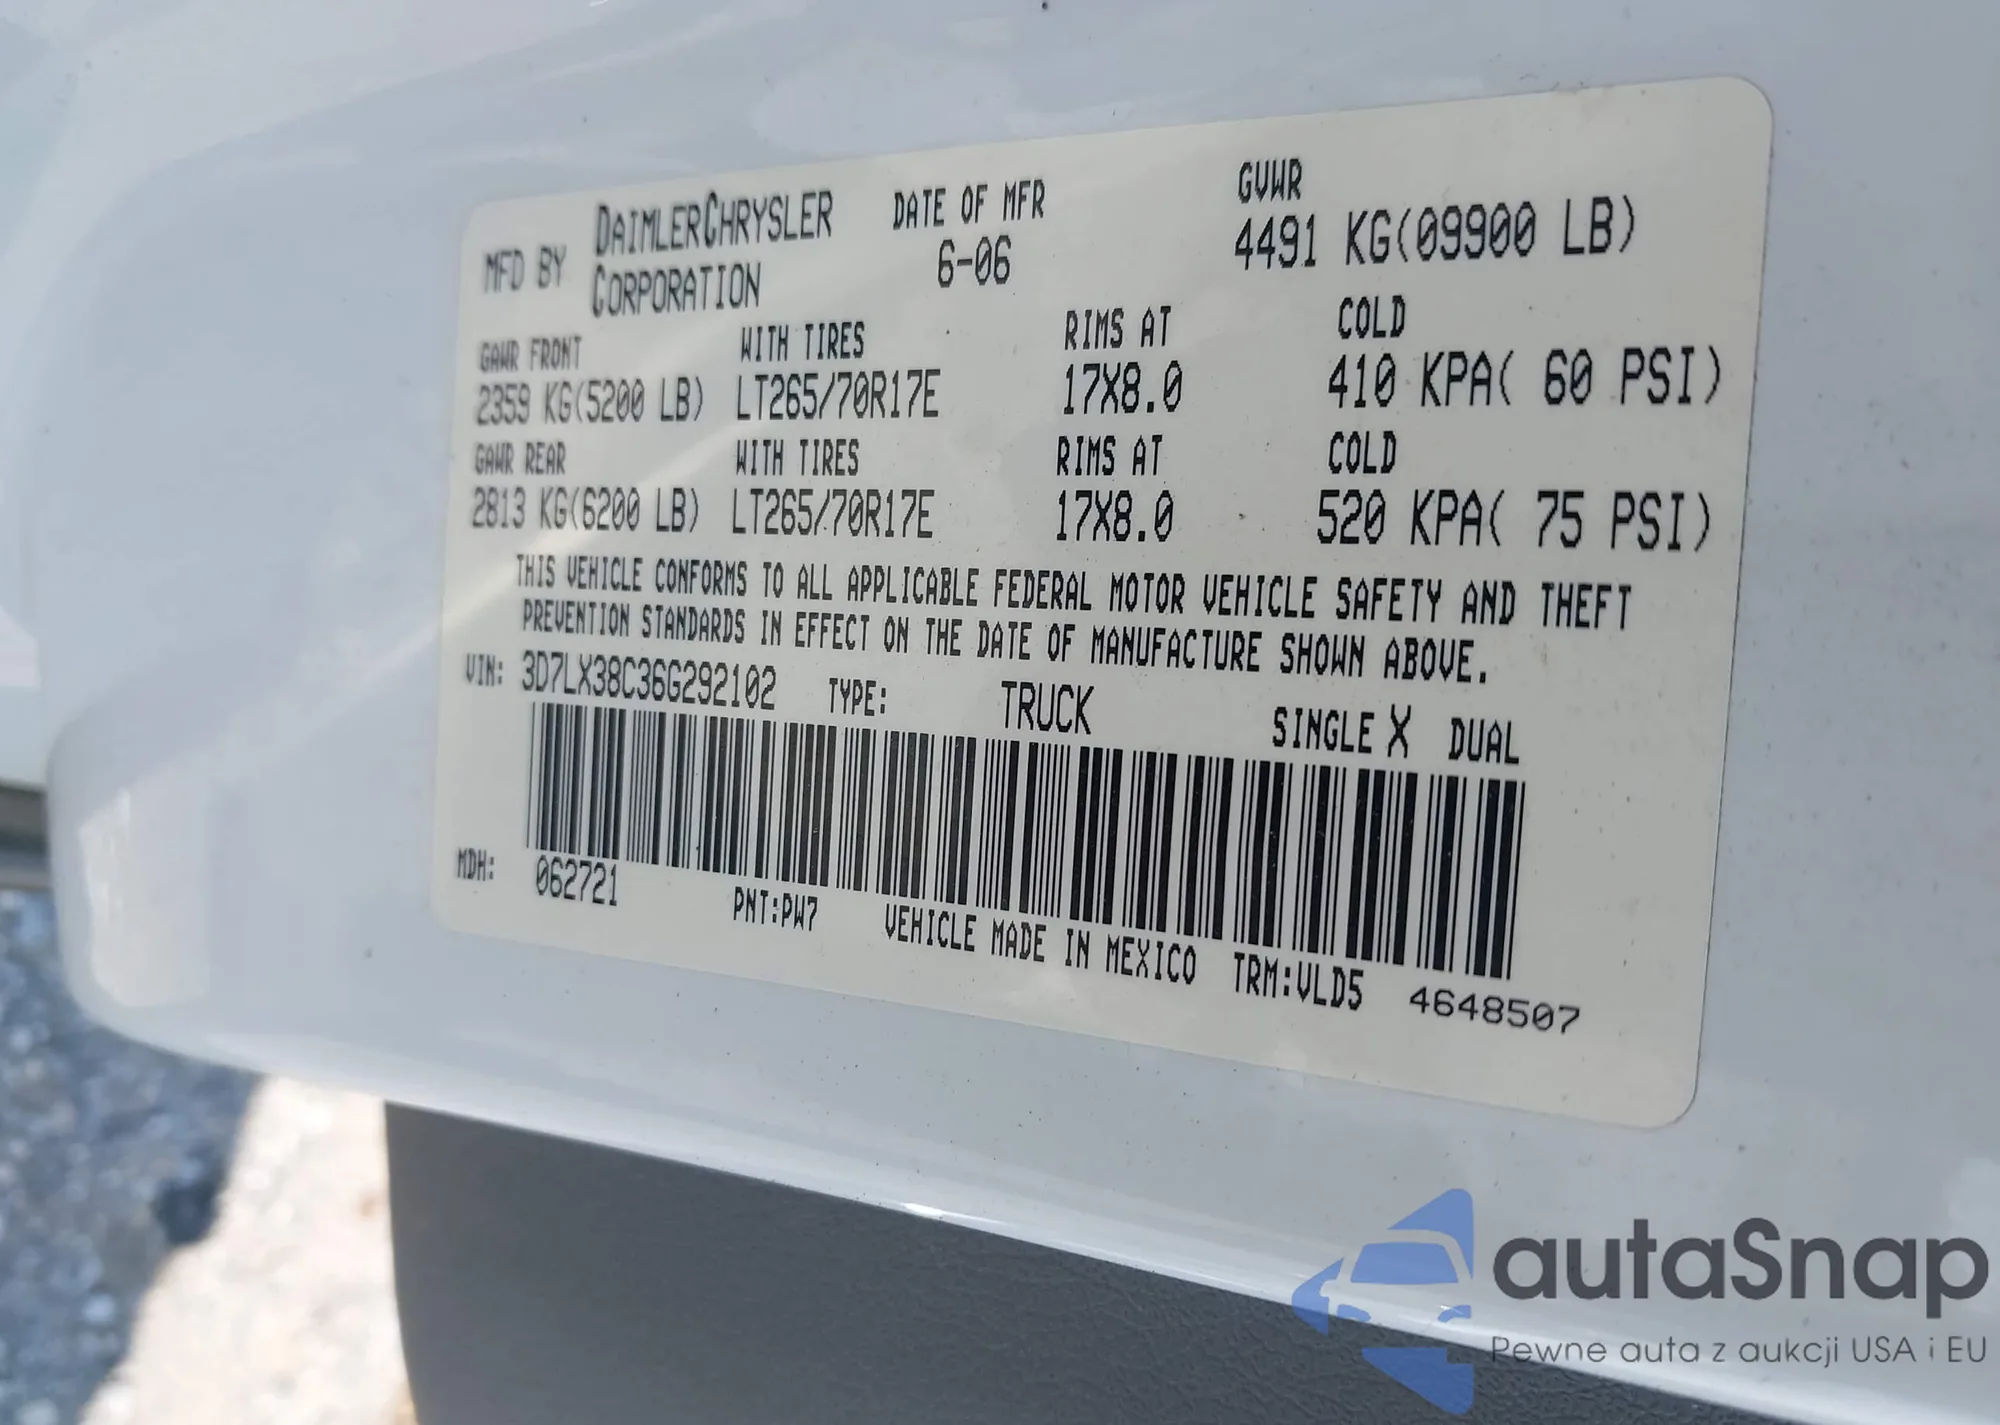 MFD BY DAIMLERCHRYSLER CORPORATION DATE OF MFR 6-06 GVWR 4491 KG(09900 LB)
GAWR FRONT WITH TIRES RIMS AT COLD
2359 KG(5200 LB) LT265/70R17E 17X8.0 410 KPA( 60 PSI)
GAWR REAR WITH TIRES RIMS AT COLD
2813 KG(6200 LB) LT265/70R17E 17X8.0 520 KPA( 75 PSI)
THIS VEHICLE CONFORMS TO ALL APPLICABLE FEDERAL MOTOR VEHICLE SAFETY AND THEFT
PREVENTION STANDARDS IN EFFECT ON THE DATE OF MANUFACTURE SHOWN ABOVE.
VIN: 3D7LX38C36G292102 TYPE: TRUCK SINGLE X DUAL
MDH: 062721 PNT:PW7 VEHICLE MADE IN MEXICO TRM:VLD5 4648507
autaSnap
Pewne auta z aukcji USA i EU